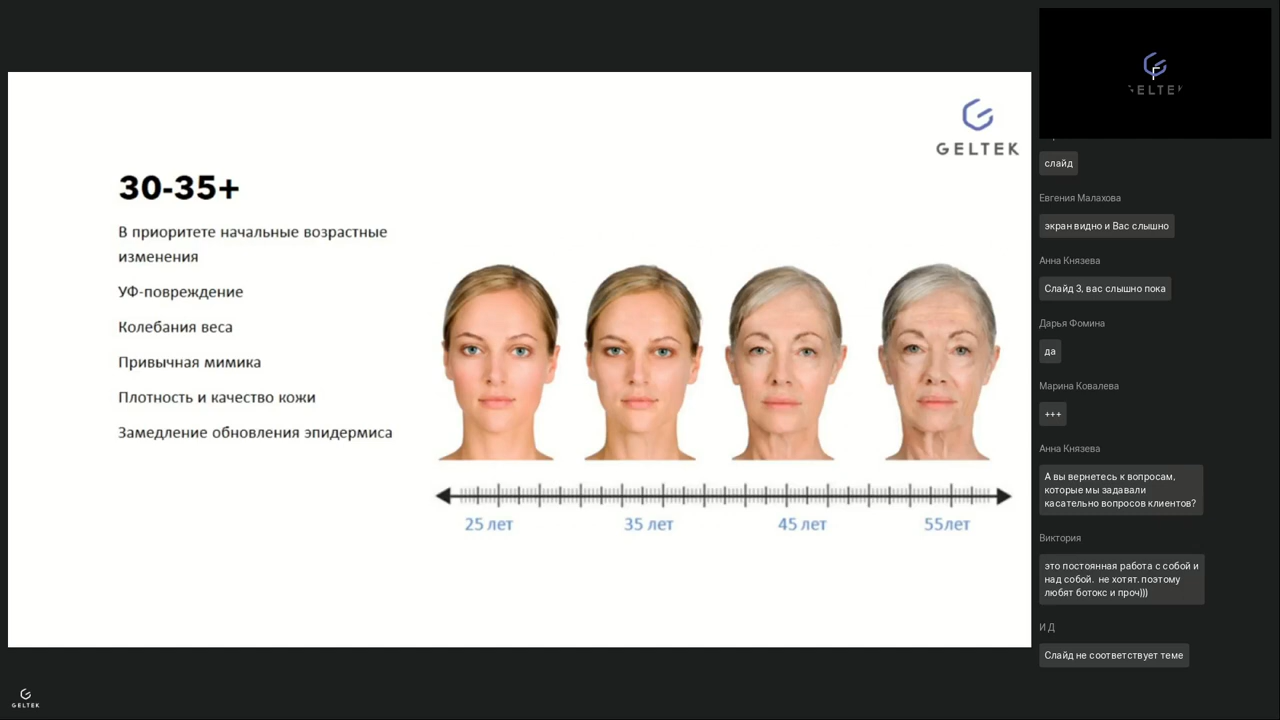 GELTEK
30-35+
В приоритете начальные возрастные
изменения
УФ-повреждение
Колебания веса
Привычная мимика
Плотность и качество кожи
Замедление обновления эпидермиса
25 лет
35 лет
45 лет
55лет
GELTEK
Г
слайд
Евгения Малахова
экран видно и Вас слышно
Анна Князева
Слайд 3, вас слышно пока
Дарья Фомина
да
Марина Ковалева
+++
Анна Князева
А вы вернетесь к вопросам,
которые мы задавали
касательно вопросов клиентов?
Виктория
это постоянная работа с собой и
над собой. не хотят. поэтому
любят ботокс и проч)))
И Д
Слайд не соответствует теме